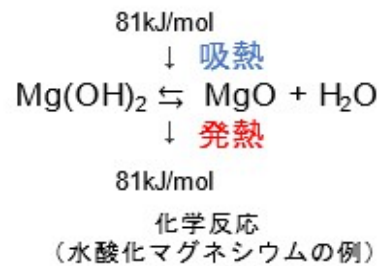 81kJ/mol
↓ 吸熱
Mg(OH)₂ ⇆ MgO + H₂O
↓ 発熱
81kJ/mol
化学反応
（水酸化マグネシウムの例）